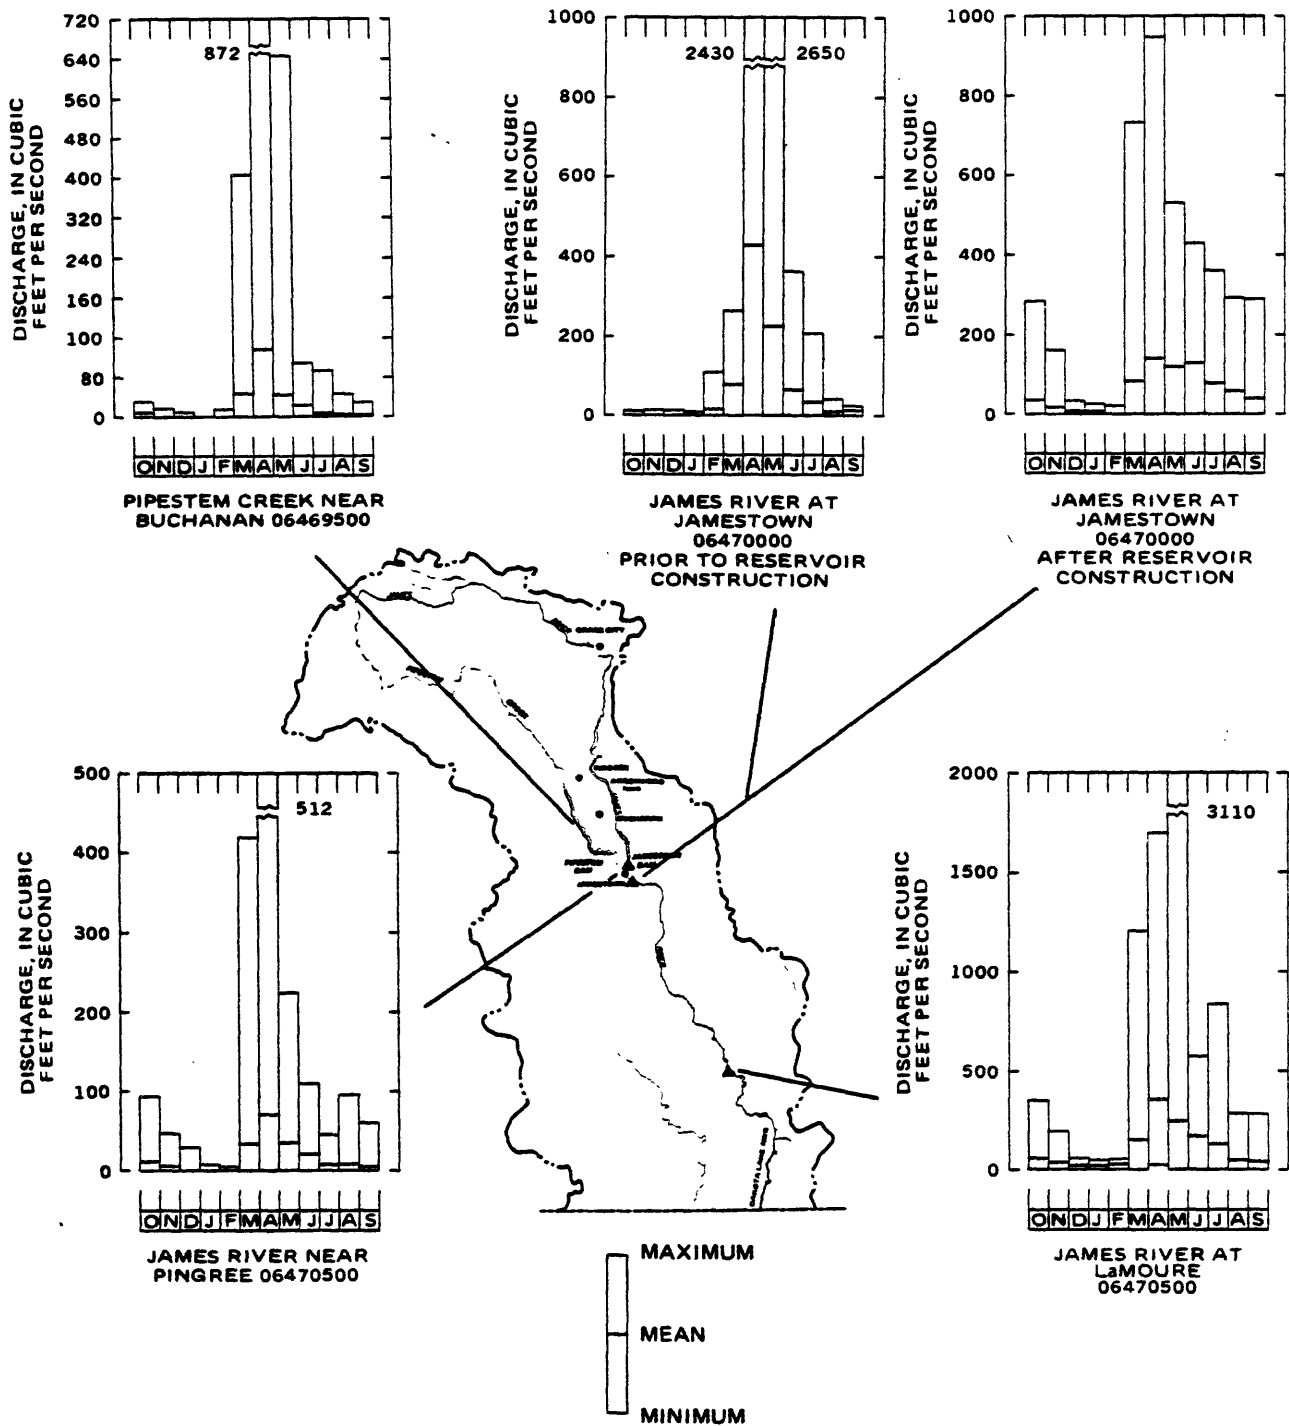 DISCHARGE, IN CUBIC
FEET PER SECOND
720
640
560
480
400
320
240
160
100
80
0
872
O N D J F M A M J J A S
PIPESTEM CREEK NEAR
BUCHANAN 06469500
DISCHARGE, IN CUBIC
FEET PER SECOND
1000
800
600
400
200
0
2430
2650
O N D J F M A M J J A S
JAMES RIVER AT
JAMESTOWN
06470000
PRIOR TO RESERVOIR
CONSTRUCTION
DISCHARGE, IN CUBIC
FEET PER SECOND
1000
800
600
400
200
0
O N D J F M A M J J A S
JAMES RIVER AT
JAMESTOWN
06470000
AFTER RESERVOIR
CONSTRUCTION
DISCHARGE, IN CUBIC
FEET PER SECOND
500
400
300
200
100
0
512
O N D J F M A M J J A S
JAMES RIVER NEAR
PINGREE 06470500
DISCHARGE, IN CUBIC
FEET PER SECOND
2000
1500
1000
500
0
3110
O N D J F M A M J J A S
JAMES RIVER AT
LaMOURE
06470500
MAXIMUM
MEAN
MINIMUM